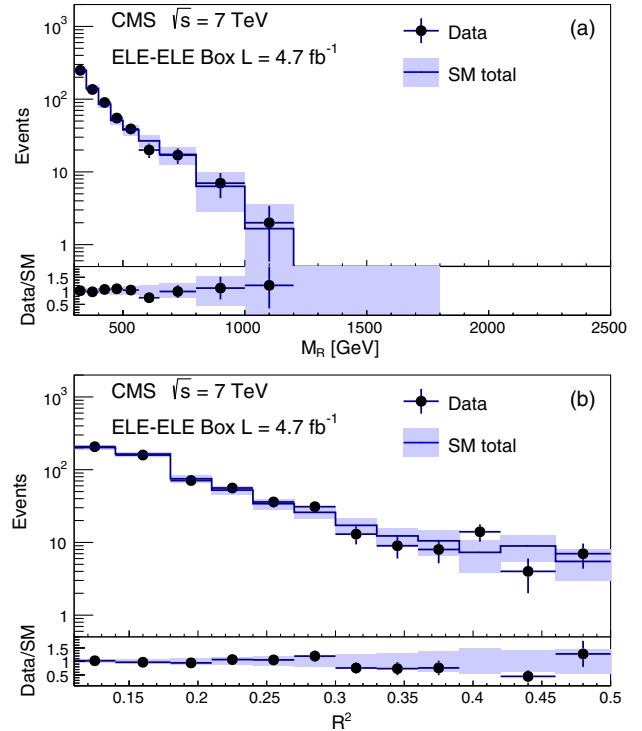 CMS √s = 7 TeV
(a)
ELE-ELE Box L = 4.7 fb⁻¹
Data
SM total
Events
10³
10²
10
1
Data/SM
1.5
0.5
500 1000 1500 2000 2500
M_R [GeV]
CMS √s = 7 TeV
(b)
ELE-ELE Box L = 4.7 fb⁻¹
Data
SM total
Events
10³
10²
10
1
Data/SM
1.5
0.5
0.15 0.2 0.25 0.3 0.35 0.4 0.45 0.5
R²